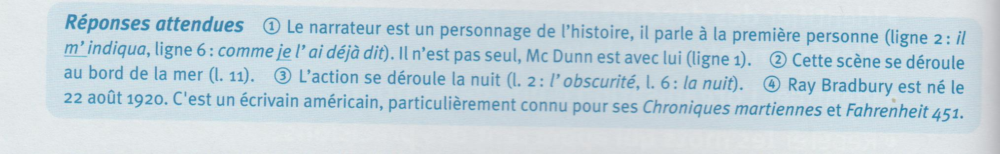 Réponses attendues ① Le narrateur est un personnage de l’histoire, il parle à la première personne (ligne 2 : il
m’ indiqua, ligne 6 : comme je l’ ai déjà dit). Il n’est pas seul, Mc Dunn est avec lui (ligne 1). ② Cette scène se déroule
au bord de la mer (l. 11). ③ L’action se déroule la nuit (l. 2 : l’ obscurité, l. 6 : la nuit). ④ Ray Bradbury est né le
22 août 1920. C'est un écrivain américain, particulièrement connu pour ses Chroniques martiennes et Fahrenheit 451.